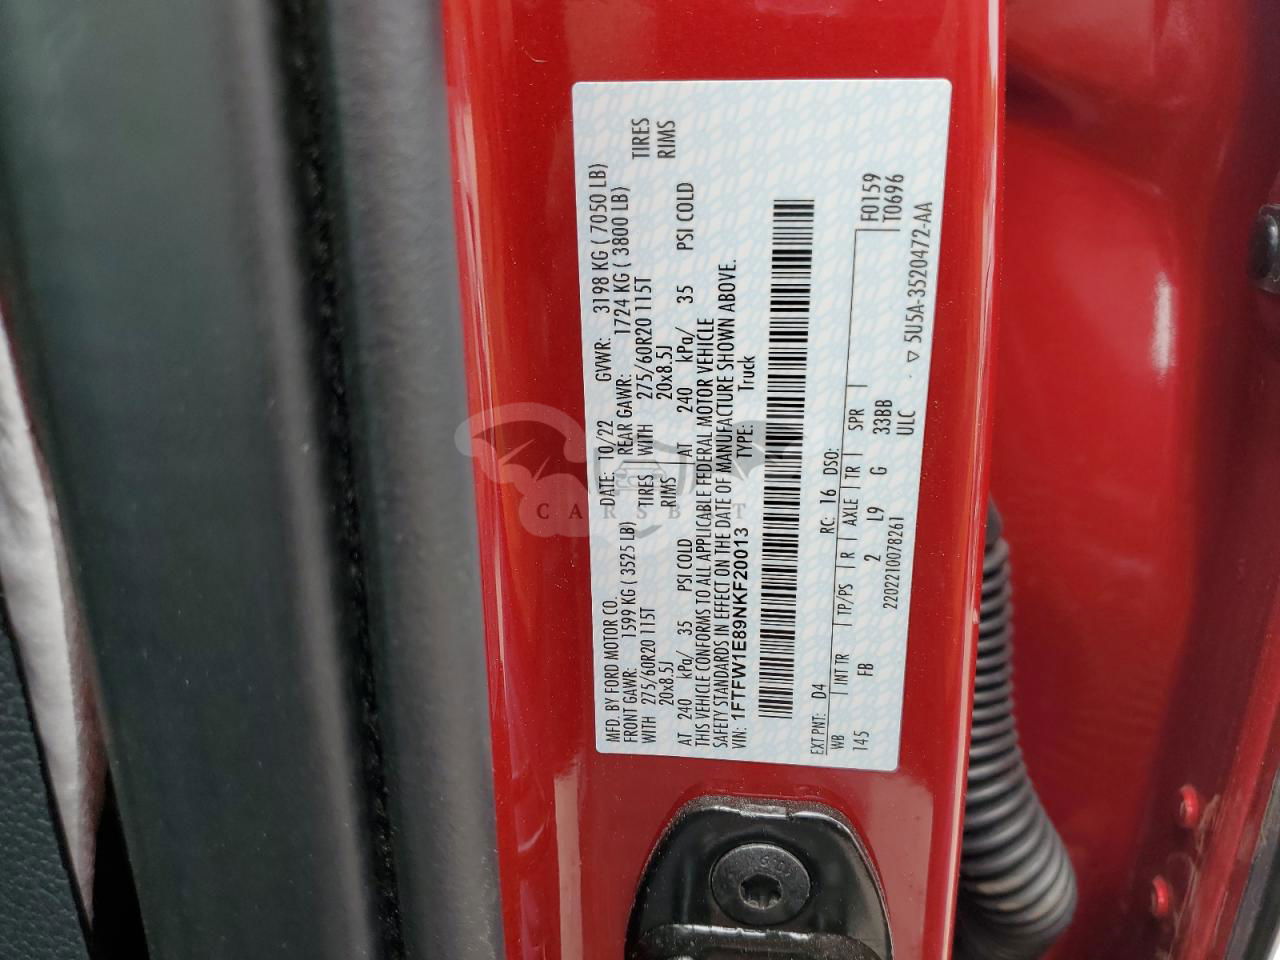 MFD. BY FORD MOTOR CO.
DATE: 10/22 GVWR: 3198 KG ( 7050 LB)
FRONT GAWR: 1599 KG ( 3525 LB) REAR GAWR: 1724 KG ( 3800 LB)
WITH 275/60R20 115T TIRES WITH 275/60R20 115T TIRES
20x8.5J RIMS 20x8.5J RIMS
AT 240 kPa/ 35 PSI COLD AT 240 kPa/ 35 PSI COLD
THIS VEHICLE CONFORMS TO ALL APPLICABLE FEDERAL MOTOR VEHICLE
SAFETY STANDARDS IN EFFECT ON THE DATE OF MANUFACTURE SHOWN ABOVE.
VIN: 1FTFW1E89NKF20013 TYPE: Truck
EXT PNT: D4 RC: 16 DSO:
WB INT TR TP/PS R AXLE TR SPR F0159
145 FB 2 L9 G 33BB T0696
2202210078261 ULC ▽ 5U5A-3520472-AA
CARSBAT